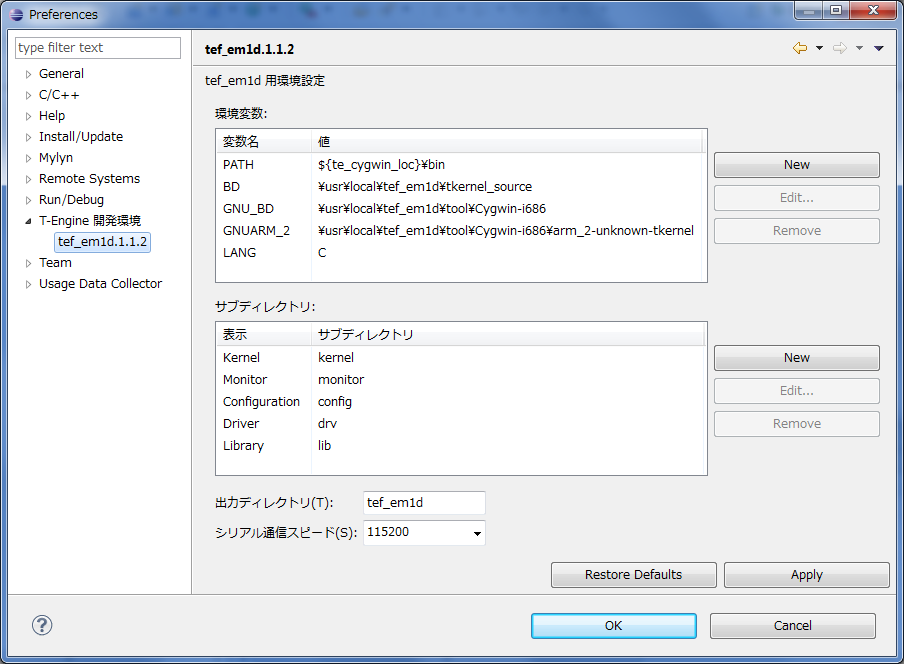 Preferences
type filter text
General
C/C++
Help
Install/Update
Mylyn
Remote Systems
Run/Debug
T-Engine 開発環境
tef_em1d.1.1.2
Team
Usage Data Collector
tef_em1d.1.1.2
tef_em1d 用環境設定
環境変数:
変数名 値
PATH ${te_cygwin_loc}¥bin
BD ¥usr¥local¥tef_em1d¥tkernel_source
GNU_BD ¥usr¥local¥tef_em1d¥tool¥Cygwin-i686
GNUARM_2 ¥usr¥local¥tef_em1d¥tool¥Cygwin-i686¥arm_2-unknown-tkernel
LANG C
New
Edit...
Remove
サブディレクトリ:
表示 サブディレクトリ
Kernel kernel
Monitor monitor
Configuration config
Driver drv
Library lib
New
Edit...
Remove
出力ディレクトリ(T): tef_em1d
シリアル通信スピード(S): 115200
Restore Defaults Apply
? OK Cancel